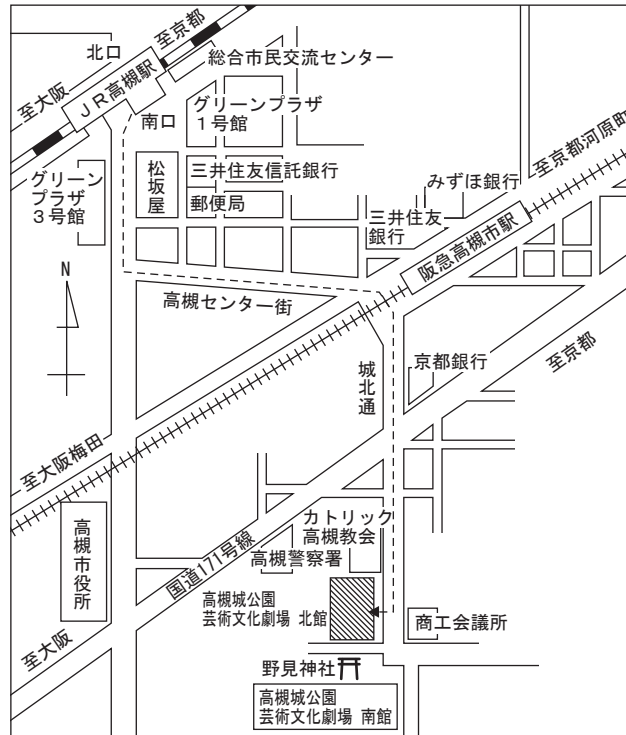 北口
至京都
総合市民交流センター
JR高槻駅
至大阪
南口
グリーンプラザ
1号館
松坂屋
三井住友信託銀行
郵便局
グリーン
プラザ
3号館
みずほ銀行
至京都河原町
三井住友
銀行
阪急高槻市駅
N
高槻センター街
城北通
京都銀行
至京都
至大阪梅田
高槻市役所
国道171号線
カトリック
高槻教会
高槻警察署
高槻城公園
芸術文化劇場 北館
商工会議所
至大阪
野見神社
高槻城公園
芸術文化劇場 南館